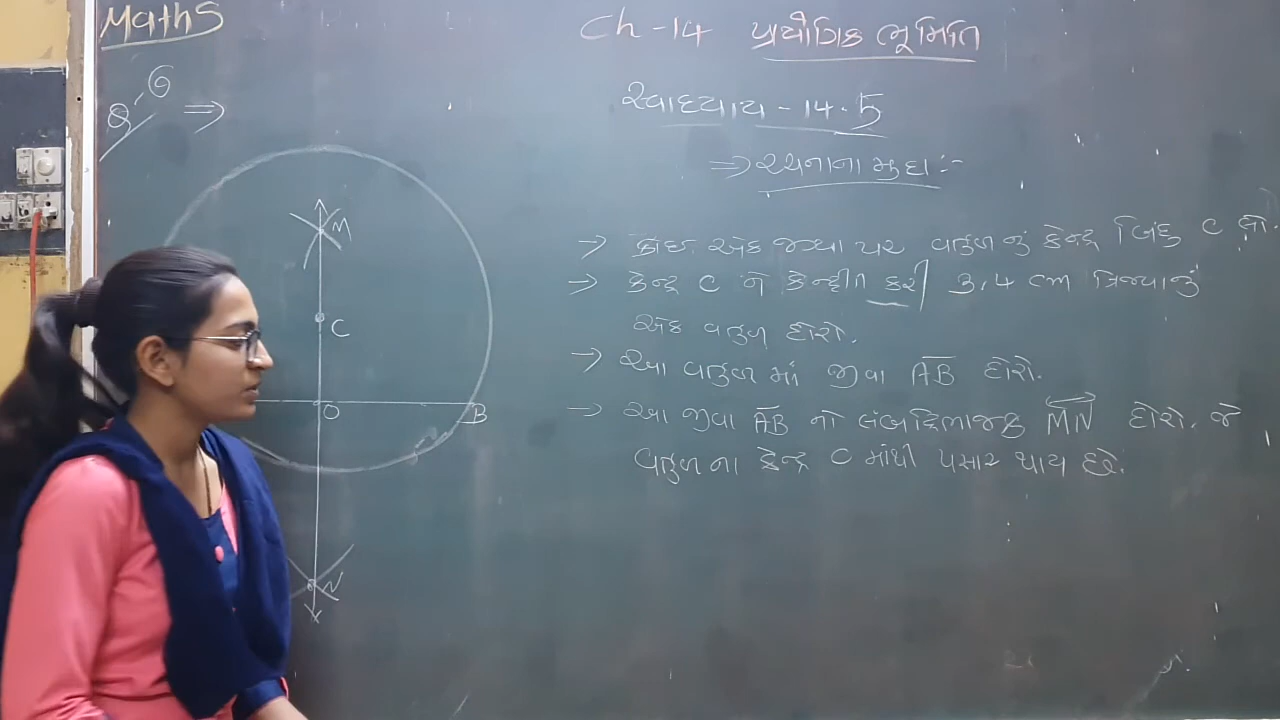 Maths
Ch-14 પ્રયોગિક ભૂમિતિ
Q-6 ⇒
સ્વાધ્યાય-14.5
⇒ રચનાના મુદ્દા :-
→ કોઇ એક જગ્યા પર વર્તુળનું કેન્દ્ર બિંદુ C લો.
→ કેન્દ્ર C ને કેન્દ્રીત કરી 3.4 cm ત્રિજ્યાનું
એક વર્તુળ દોરો.
→ આ વર્તુળ માં જીવા AB દોરો.
→ આ જીવા AB નો લંબદ્વિભાજક MN દોરો. જે
વર્તુળ ના કેન્દ્ર C માંથી પસાર થાય છે.
M
C
O
B
N